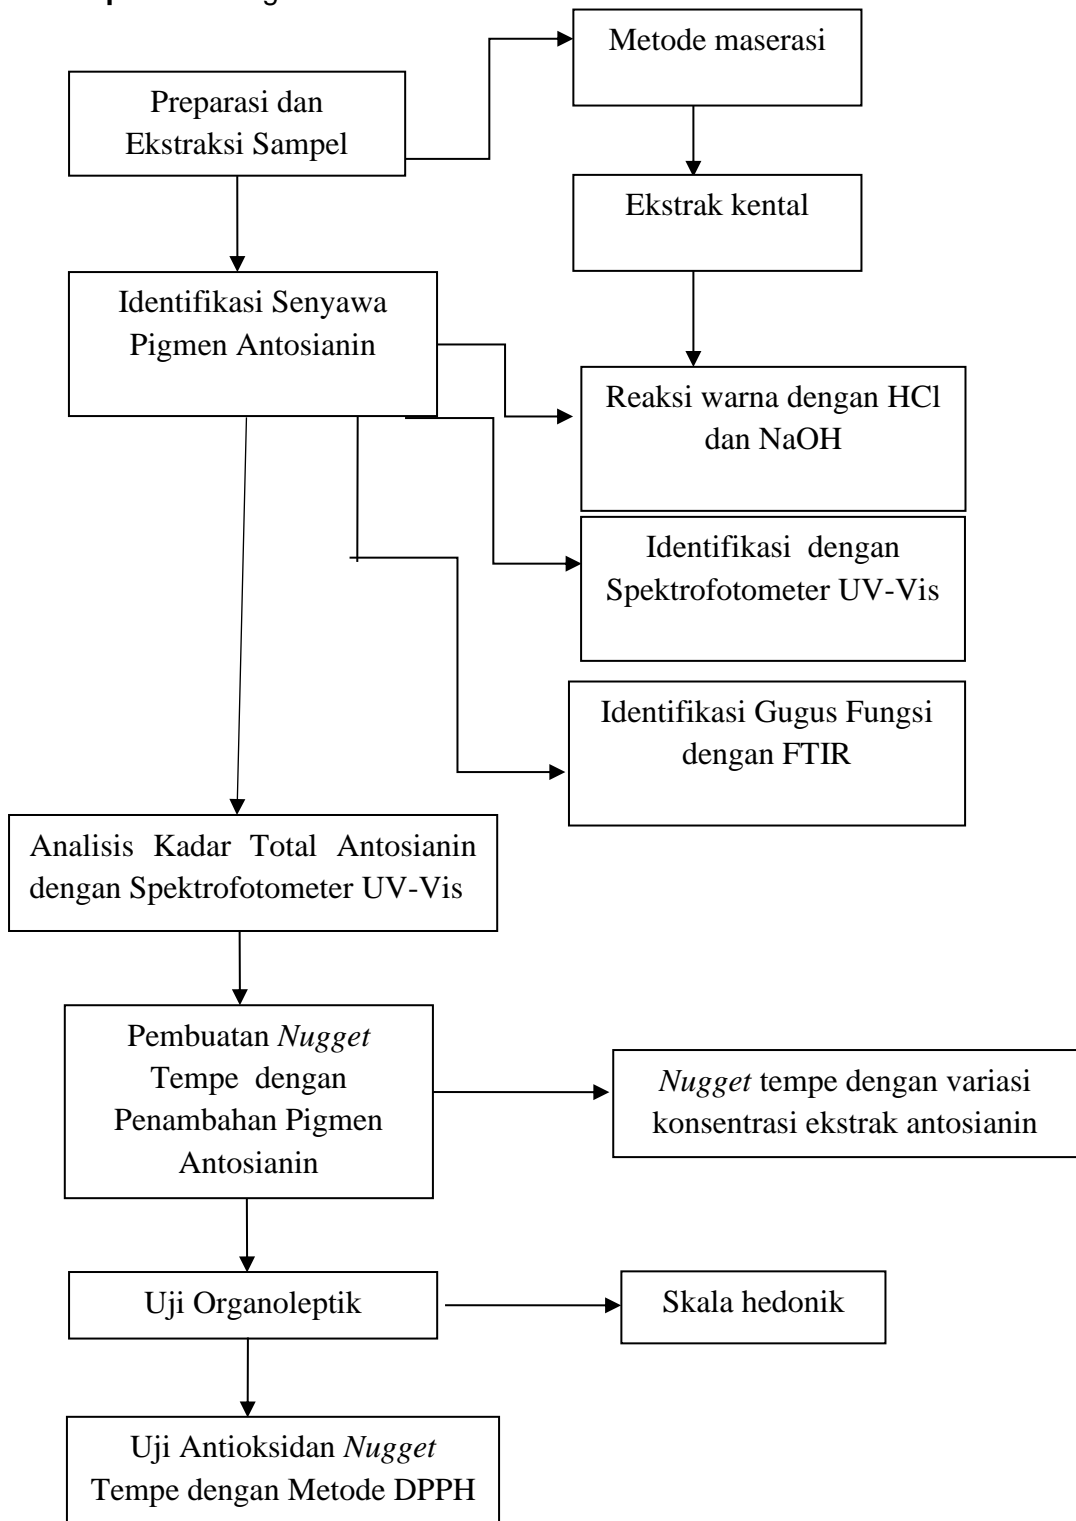 Metode maserasi
Preparasi dan
Ekstraksi Sampel
Ekstrak kental
Identifikasi Senyawa
Pigmen Antosianin
Reaksi warna dengan HCl
dan NaOH
Identifikasi dengan
Spektrofotometer UV-Vis
Identifikasi Gugus Fungsi
dengan FTIR
Analisis Kadar Total Antosianin
dengan Spektrofotometer UV-Vis
Pembuatan Nugget
Tempe dengan
Penambahan Pigmen
Antosianin
Nugget tempe dengan variasi
konsentrasi ekstrak antosianin
Uji Organoleptik
Skala hedonik
Uji Antioksidan Nugget
Tempe dengan Metode DPPH